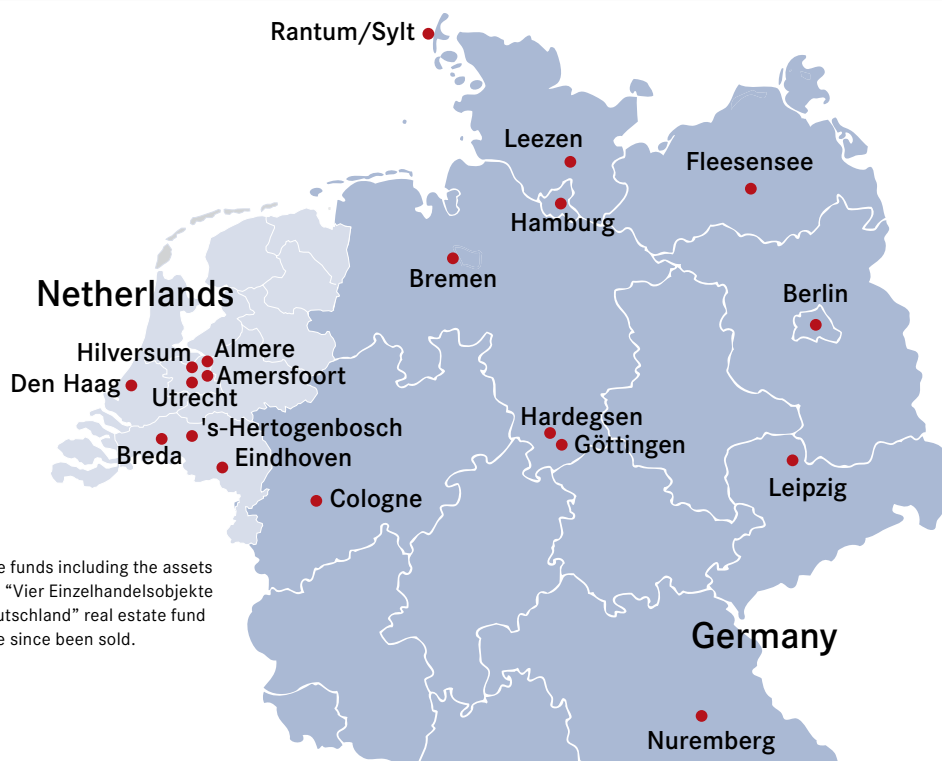 Rantum/Sylt
Leezen
Fleesensee
Hamburg
Bremen
Netherlands
Berlin
Hilversum
Almere
Den Haag
Amersfoort
Utrecht
Hardegsen
's-Hertogenbosch
Göttingen
Breda
Eindhoven
Leipzig
Cologne
funds including the assets
“Vier Einzelhandelsobjekte
real estate fund
since been sold.
Germany
Nuremberg